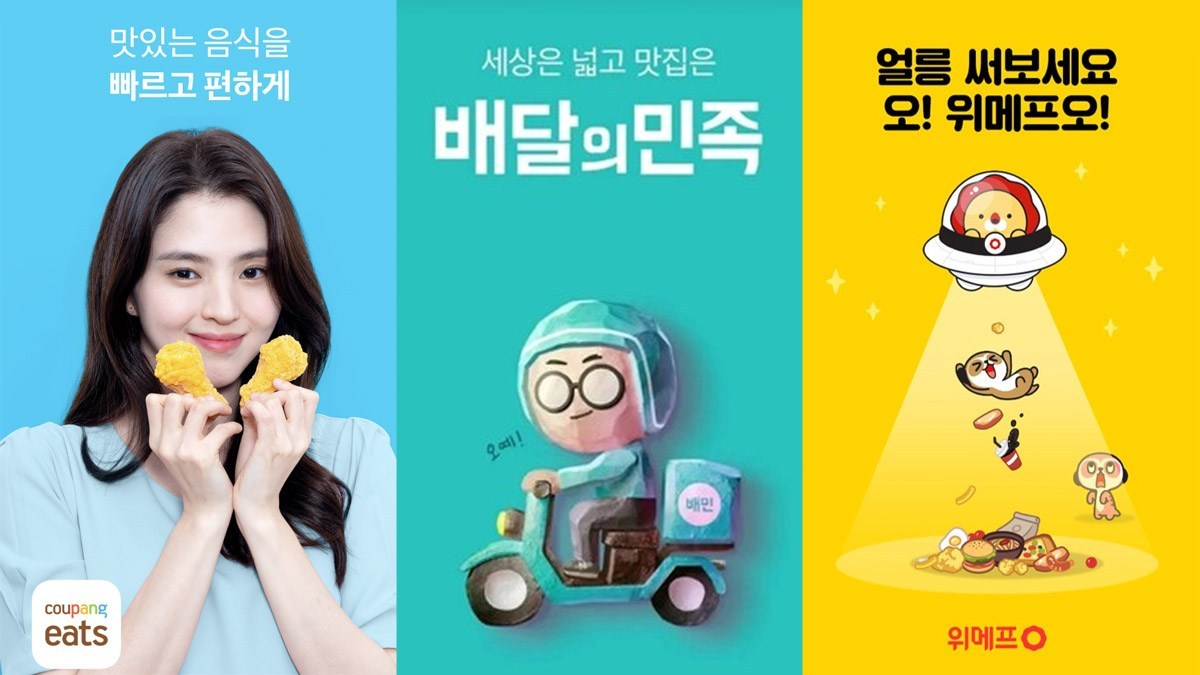 맛있는 음식을
빠르고 편하게
coupang
eats
세상은 넓고 맛집은
배달의민족
오예!
배민
얼릉 써보세요
오! 위메프오!
위메프